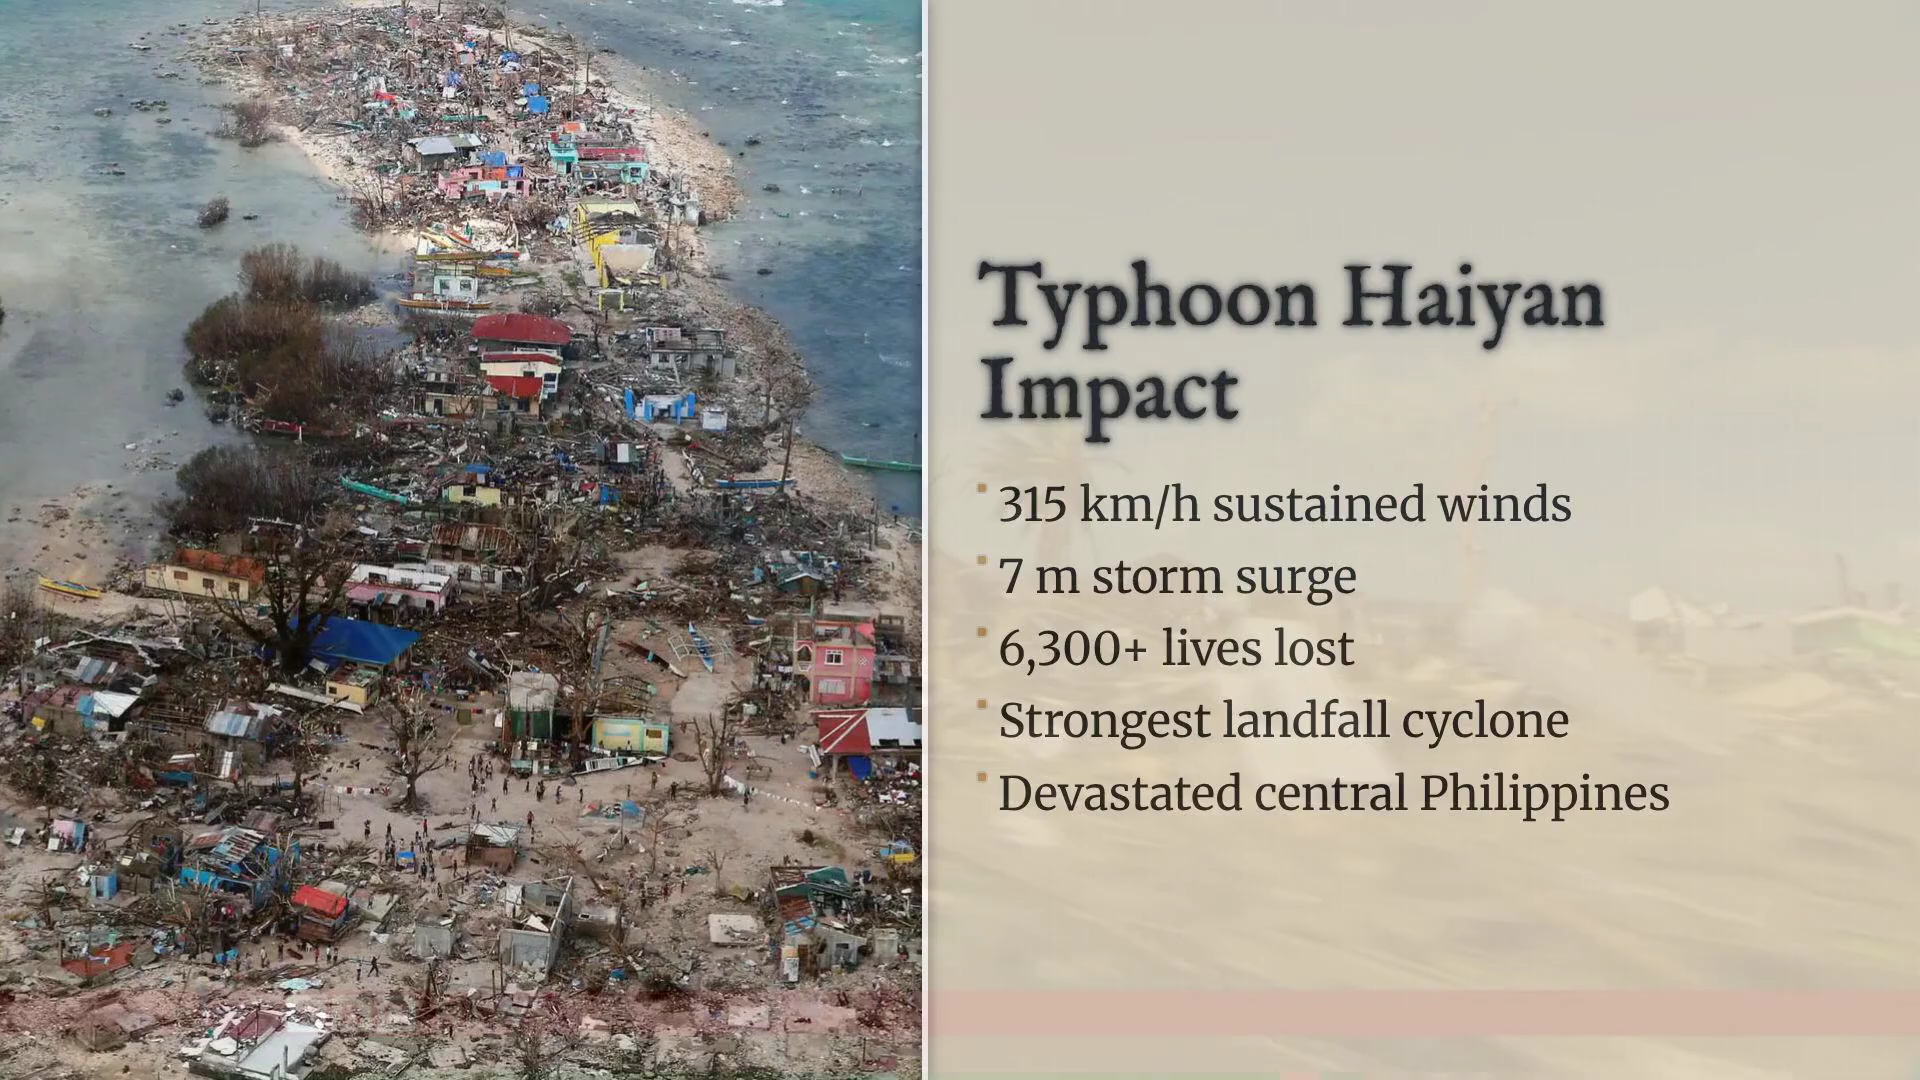 Typhoon Haiyan
Impact
315 km/h sustained winds
7 m storm surge
6,300+ lives lost
Strongest landfall cyclone
Devastated central Philippines